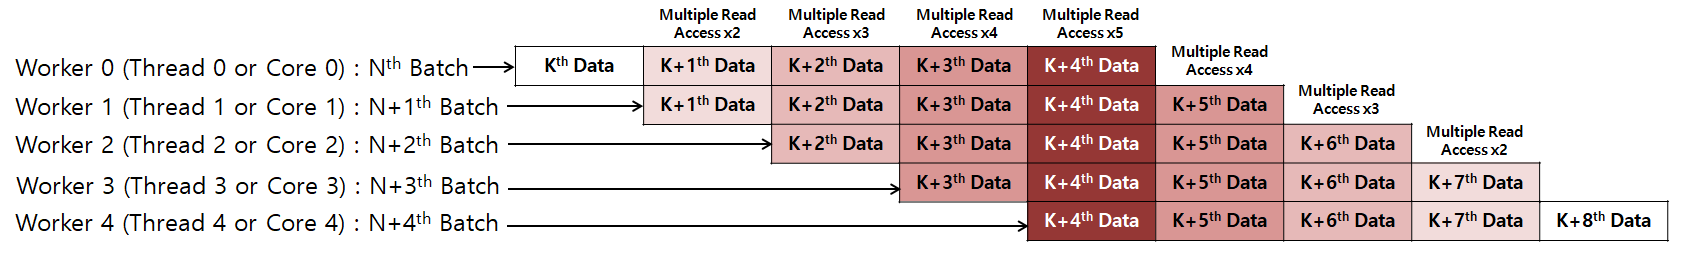 Multiple Read
Access x2
Multiple Read
Access x3
Multiple Read
Access x4
Multiple Read
Access x5
Multiple Read
Access x4
Worker 0 (Thread 0 or Core 0) : Nth Batch
Kth Data K+1th Data K+2th Data K+3th Data K+4th Data
Multiple Read
Access x3
Worker 1 (Thread 1 or Core 1) : N+1th Batch
K+1th Data K+2th Data K+3th Data K+4th Data K+5th Data
Multiple Read
Access x2
Worker 2 (Thread 2 or Core 2) : N+2th Batch
K+2th Data K+3th Data K+4th Data K+5th Data K+6th Data
Worker 3 (Thread 3 or Core 3) : N+3th Batch
K+3th Data K+4th Data K+5th Data K+6th Data K+7th Data
Worker 4 (Thread 4 or Core 4) : N+4th Batch
K+4th Data K+5th Data K+6th Data K+7th Data K+8th Data